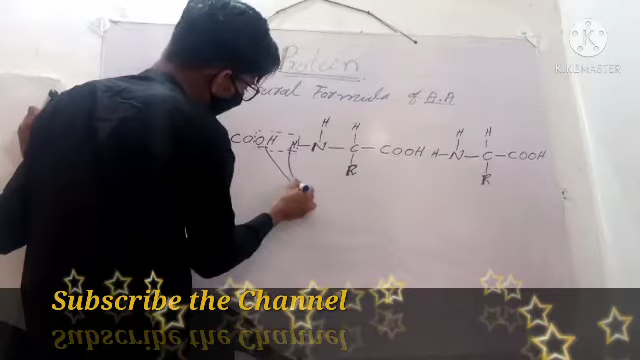 Protein
Formula of A.A
H H H H
COOH H-N-C-COOH H-N-C-COOH
R R
KINEMASTER
Subscribe the Channel